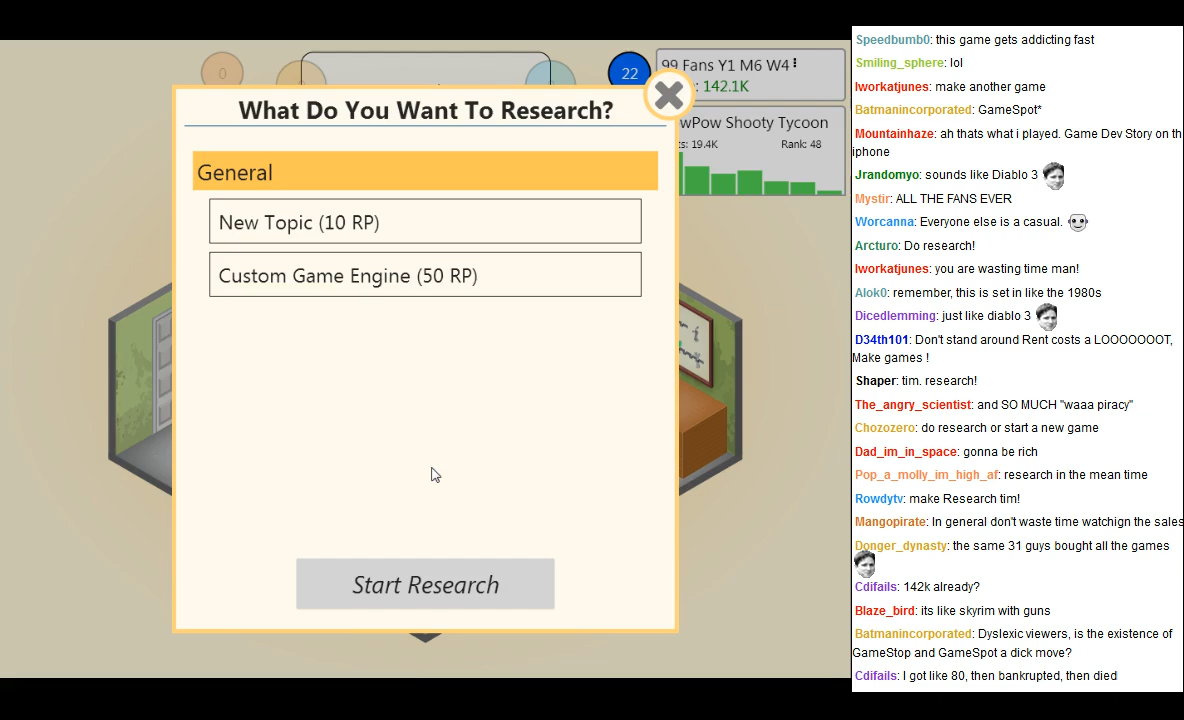 0
22
99 Fans Y1 M6 W4
: 142.1K
What Do You Want To Research?
wPow Shooty Tycoon
ts: 19.4K
Rank: 48
General
New Topic (10 RP)
Custom Game Engine (50 RP)
Start Research
Speedbumb0: this game gets addicting fast
Smiling_sphere: lol
Iworkatjunes: make another game
Batmanincorporated: GameSpot*
Mountainhaze: ah thats what i played. Game Dev Story on th
iphone
Jrandomyo: sounds like Diablo 3
Mystir: ALL THE FANS EVER
Worcanna: Everyone else is a casual.
Arcturo: Do research!
Iworkatjunes: you are wasting time man!
Alok0: remember, this is set in like the 1980s
Dicedlemming: just like diablo 3
D34th101: Don't stand around Rent costs a LOOOOOOT,
Make games !
Shaper: tim. research!
The_angry_scientist: and SO MUCH "waaa piracy"
Chozozero: do research or start a new game
Dad_im_in_space: gonna be rich
Pop_a_molly_im_high_af: research in the mean time
Rowdytv: make Research tim!
Mangopirate: In general don't waste time watchign the sales
Donger_dynasty: the same 31 guys bought all the games
Cdifails: 142k already?
Blaze_bird: its like skyrim with guns
Batmanincorporated: Dyslexic viewers, is the existence of
GameStop and GameSpot a dick move?
Cdifails: I got like 80, then bankrupted, then died